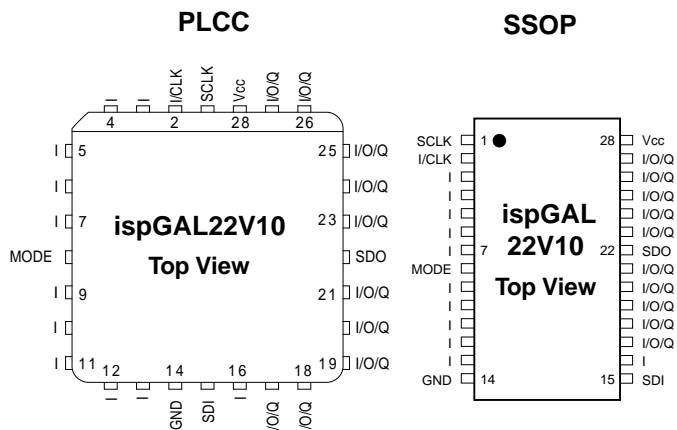 PLCC
SSOP
I
I
I/CLK
SCLK
Vcc
I/O/Q
I/O/Q
4
2
28
26
I
5
25
I/O/Q
I
I/O/Q
I
7
23
I/O/Q
ispGAL22V10
MODE
SDO
Top View
I
9
21
I/O/Q
I
I/O/Q
I
11
19
I/O/Q
12
14
16
18
I
I
GND
SDI
I
I/O/Q
I/O/Q
SCLK
1
28
Vcc
I/CLK
I/O/Q
I
I/O/Q
I
I/O/Q
I
I/O/Q
I
I/O/Q
ispGAL
22V10
I
7
22
SDO
MODE
I/O/Q
Top View
I
I/O/Q
I
I/O/Q
I
I/O/Q
I
I/O/Q
I
I
GND
14
15
SDI